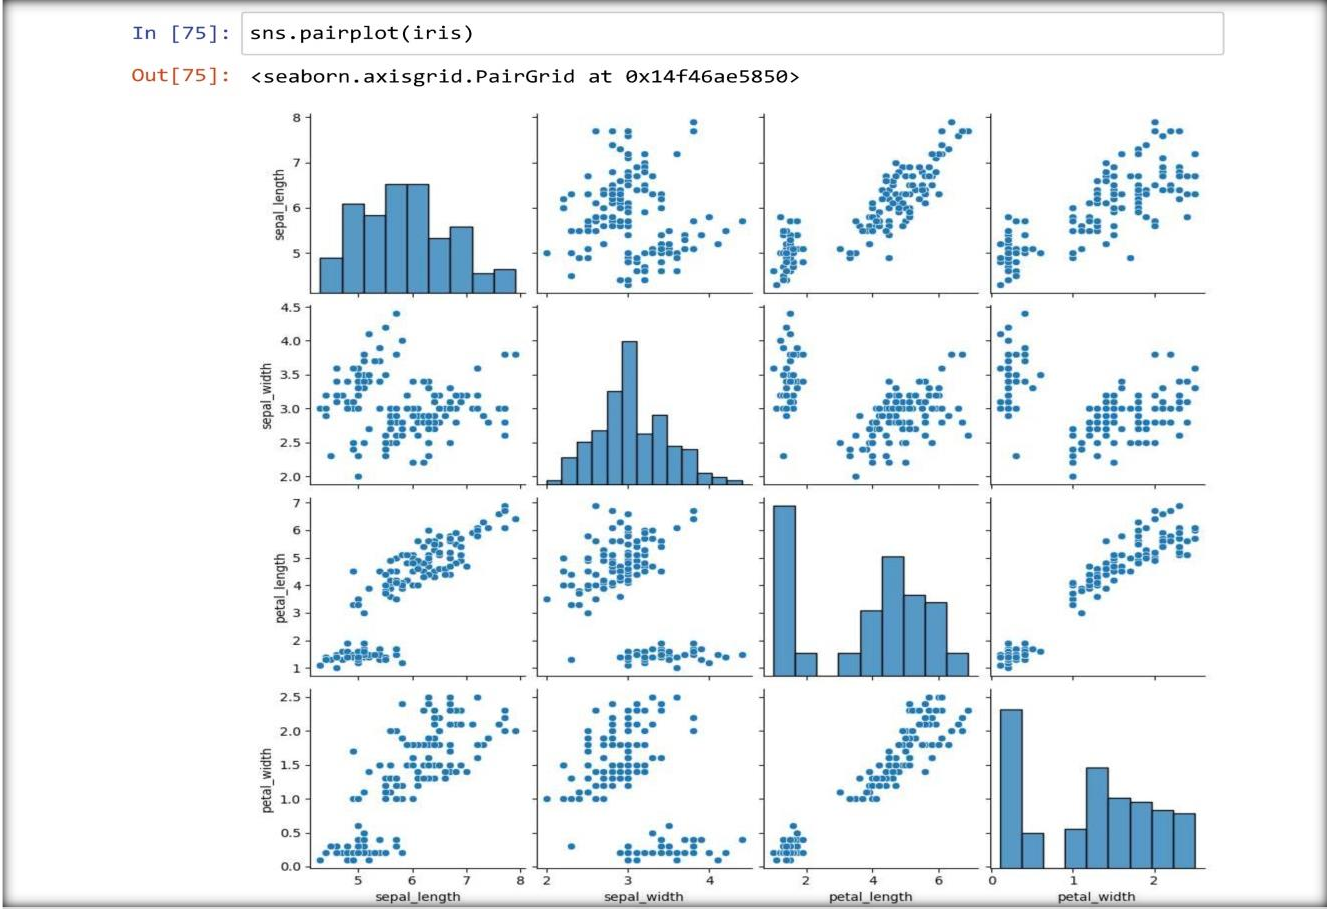 In [75]: sns.pairplot(iris)
Out[75]: <seaborn.axisgrid.PairGrid at 0x14f46ae5850>
8
7
6
5
sepal_length
4.5
4.0
3.5
3.0
2.5
2.0
sepal_width
7
6
5
4
3
2
1
petal_length
2.5
2.0
1.5
1.0
0.5
0.0
petal_width
5 6 7 8 2 3 4 2 4 6 0 1 2
sepal_length sepal_width petal_length petal_width